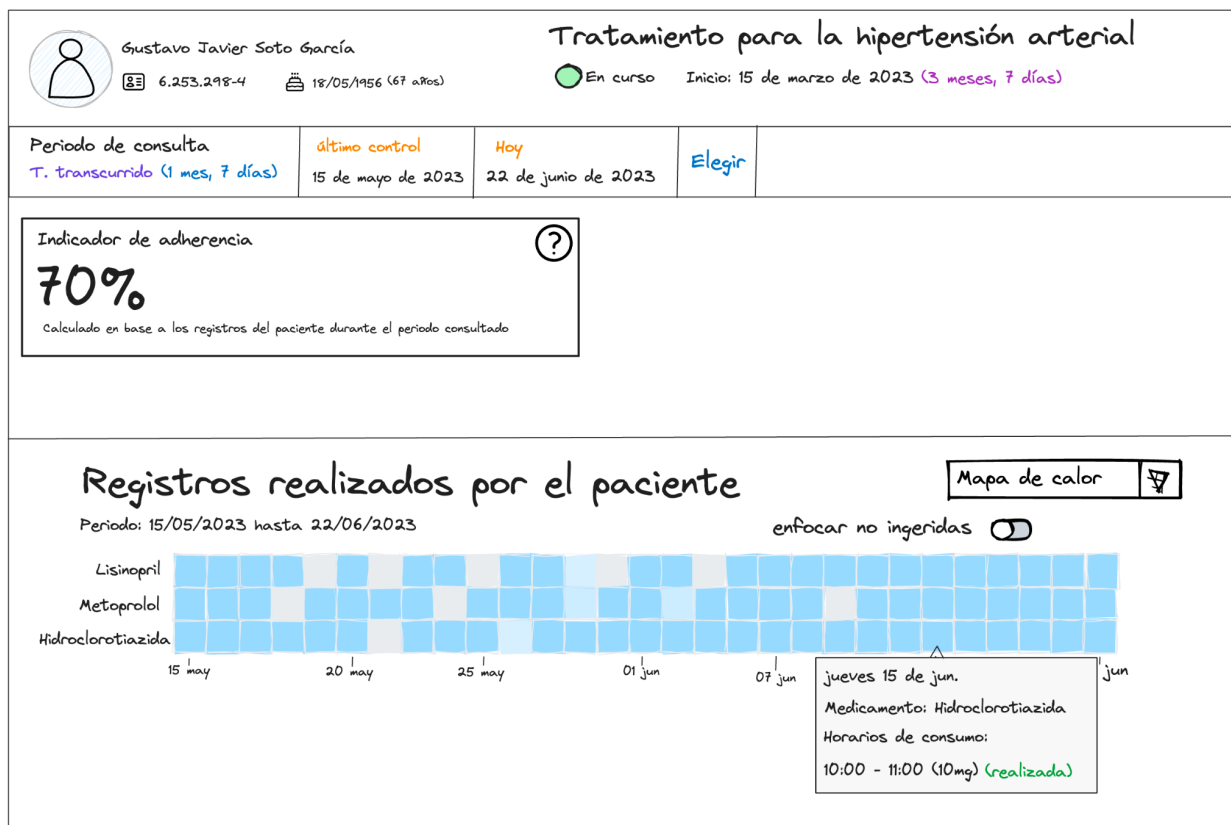 Gustavo Javier Soto García
6.253.298-4 18/05/1956 (67 años)
Tratamiento para la hipertensión arterial
En curso Inicio: 15 de marzo de 2023 (3 meses, 7 días)
Periodo de consulta
T. transcurrido (1 mes, 7 días)
último control
15 de mayo de 2023
Hoy
22 de junio de 2023
Elegir
Indicador de adherencia
?
70%
Calculado en base a los registros del paciente durante el periodo consultado
Registros realizados por el paciente
Mapa de calor
Periodo: 15/05/2023 hasta 22/06/2023
enfocar no ingeridas
Lisinopril
Metoprolol
Hidroclorotiazida
15 may 20 may 25 may 01 jun 07 jun jun
jueves 15 de jun.
Medicamento: Hidroclorotiazida
Horarios de consumo:
10:00 - 11:00 (10mg) (realizada)